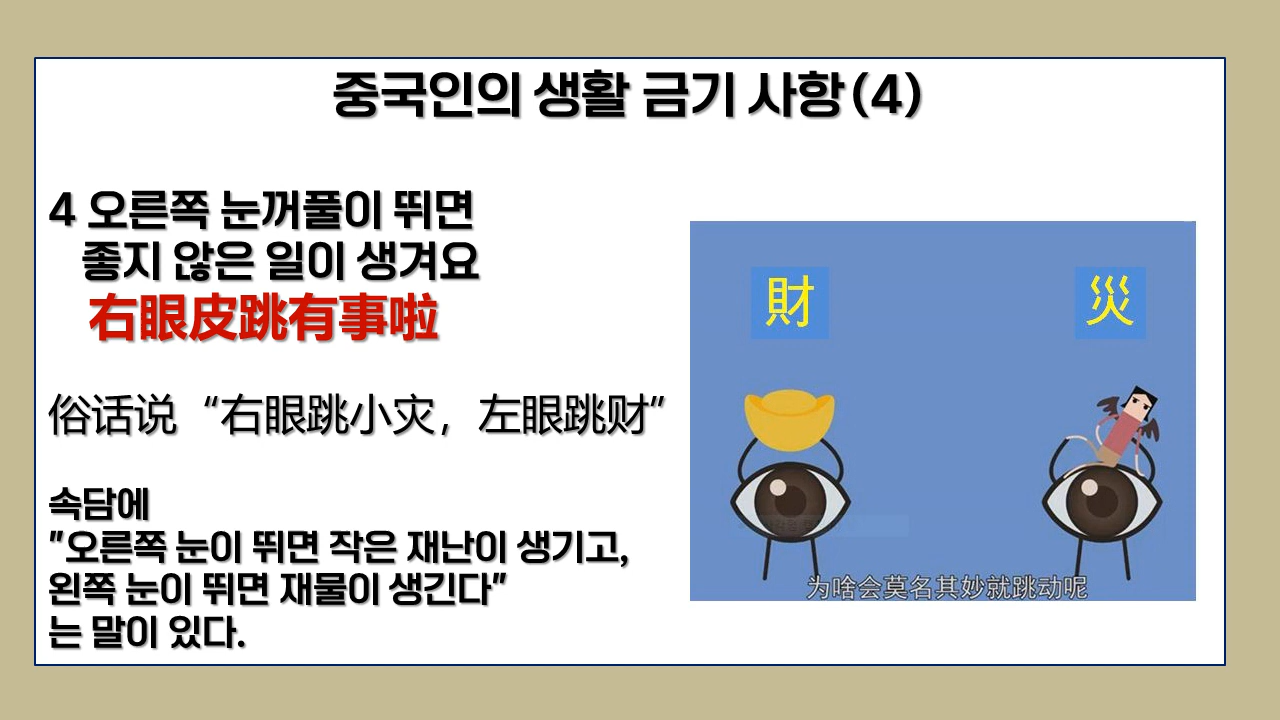 중국인의 생활 금기 사항(4)
4 오른쪽 눈꺼풀이 뛰면
좋지 않은 일이 생겨요
右眼皮跳有事啦
俗话说“右眼跳小灾，左眼跳财”
속담에
"오른쪽 눈이 뛰면 작은 재난이 생기고,
왼쪽 눈이 뛰면 재물이 생긴다"
는 말이 있다.
財
災
为啥会莫名其妙就跳动呢